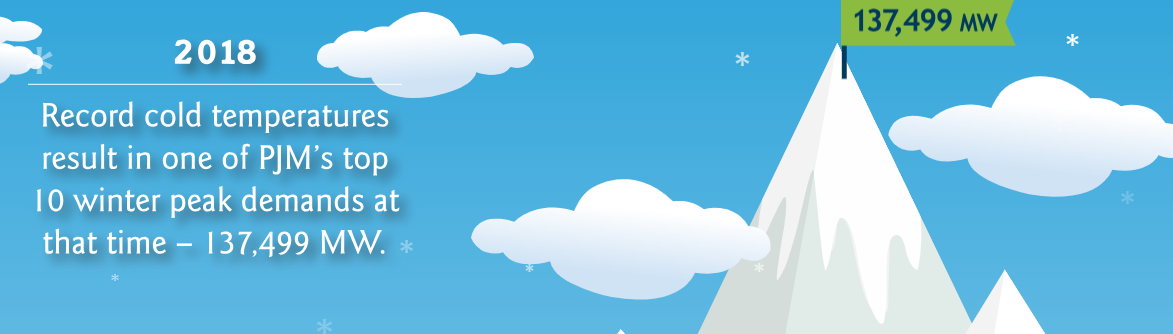 137,499 MW
2018
Record cold temperatures
result in one of PJM's top
10 winter peak demands at
that time – 137,499 MW.